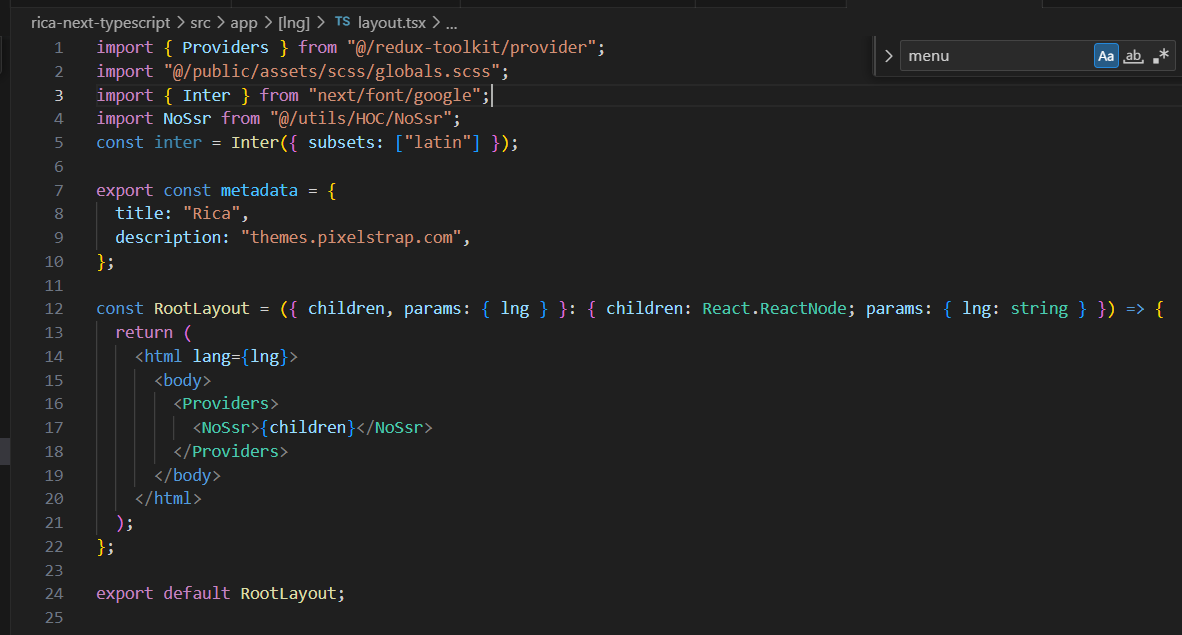 rica-next-typescript > src > app > [lng] > TS layout.tsx > ...
menu
Aa ab .*
1 import { Providers } from "@/redux-toolkit/provider";
2 import "@/public/assets/scss/globals.scss";
3 import { Inter } from "next/font/google";
4 import NoSsr from "@/utils/HOC/NoSsr";
5 const inter = Inter({ subsets: ["latin"] });
6
7 export const metadata = {
8   title: "Rica",
9   description: "themes.pixelstrap.com",
10 };
11
12 const RootLayout = ({ children, params: { lng } }: { children: React.ReactNode; params: { lng: string } }) => {
13   return (
14     <html lang={lng}>
15       <body>
16         <Providers>
17           <NoSsr>{children}</NoSsr>
18         </Providers>
19       </body>
20     </html>
21   );
22 };
23
24 export default RootLayout;
25